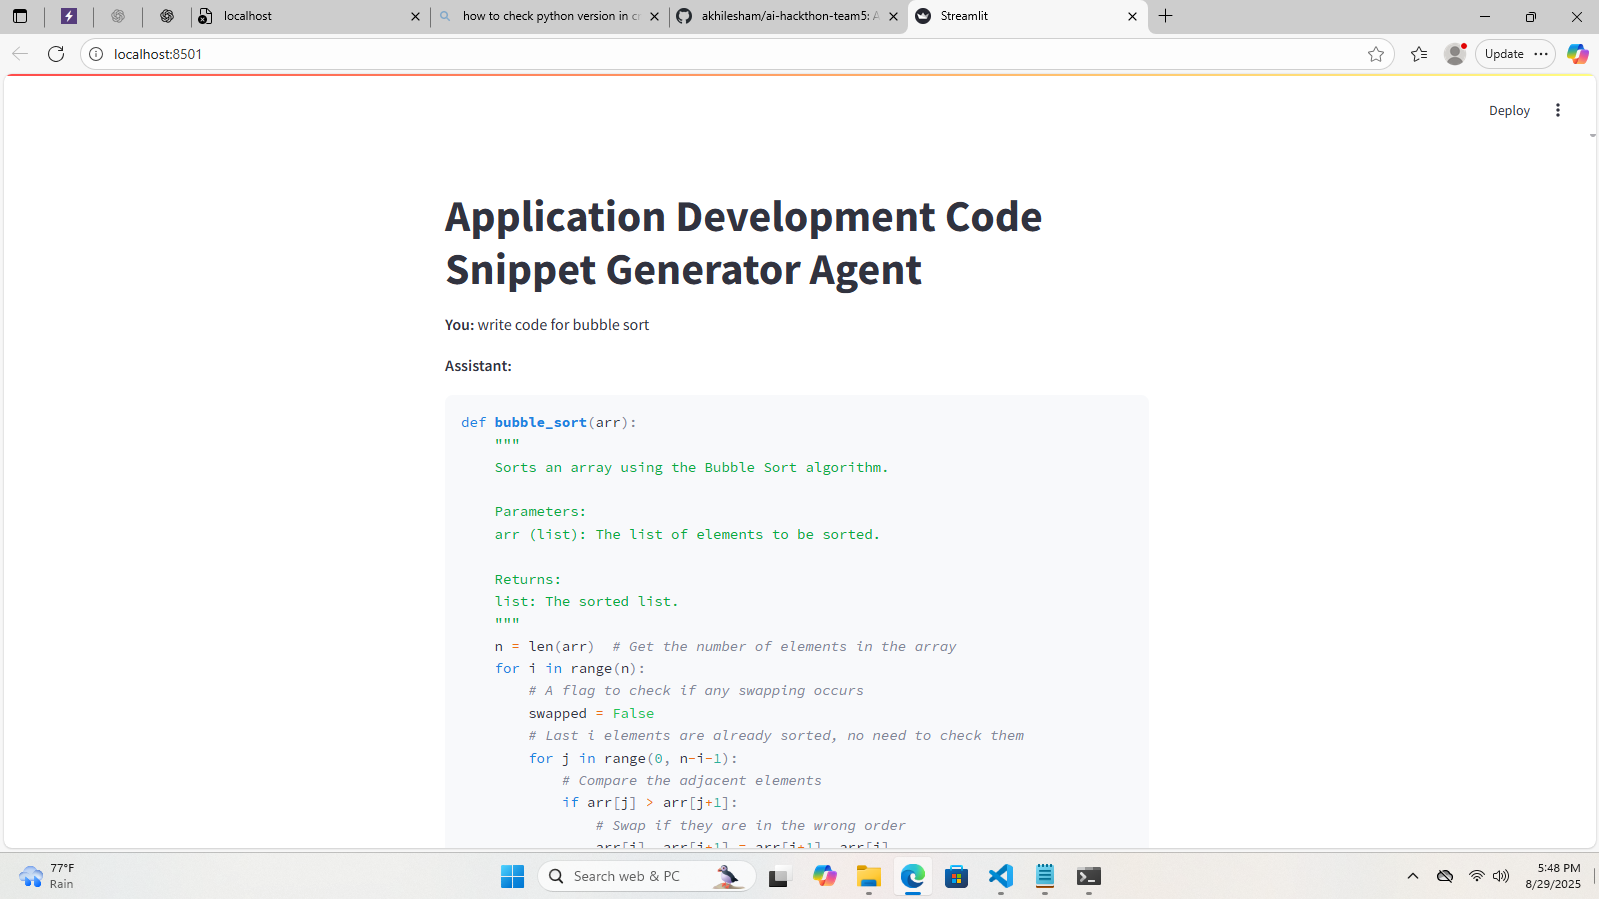 localhost
how to check python version in c
akhilesham/ai-hackthon-team5: A
Streamlit
localhost:8501
Update
Deploy
Application Development Code
Snippet Generator Agent
You: write code for bubble sort
Assistant:
def bubble_sort(arr):
"""
Sorts an array using the Bubble Sort algorithm.
Parameters:
arr (list): The list of elements to be sorted.
Returns:
list: The sorted list.
"""
n = len(arr)  # Get the number of elements in the array
for i in range(n):
# A flag to check if any swapping occurs
swapped = False
# Last i elements are already sorted, no need to check them
for j in range(0, n-i-1):
# Compare the adjacent elements
if arr[j] > arr[j+1]:
# Swap if they are in the wrong order
arr[j], arr[j+1] = arr[j+1], arr[j]
77°F
Rain
Search web & PC
5:48 PM
8/29/2025